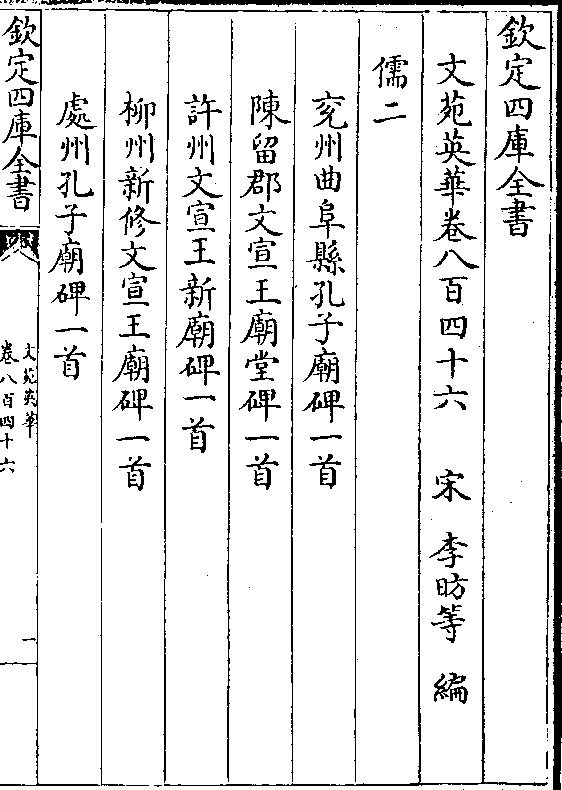 欽定四庫全書
文苑英華卷八百四十六 宋 李昉等 編
儒二
兖州曲阜縣孔子廟碑一首
陳留郡文宣王廟堂碑一首
許州文宣王新廟碑一首
柳州新修文宣王廟碑一首
處州孔子廟碑一首
欽定四庫全書
文苑英華
卷八百四十六
一